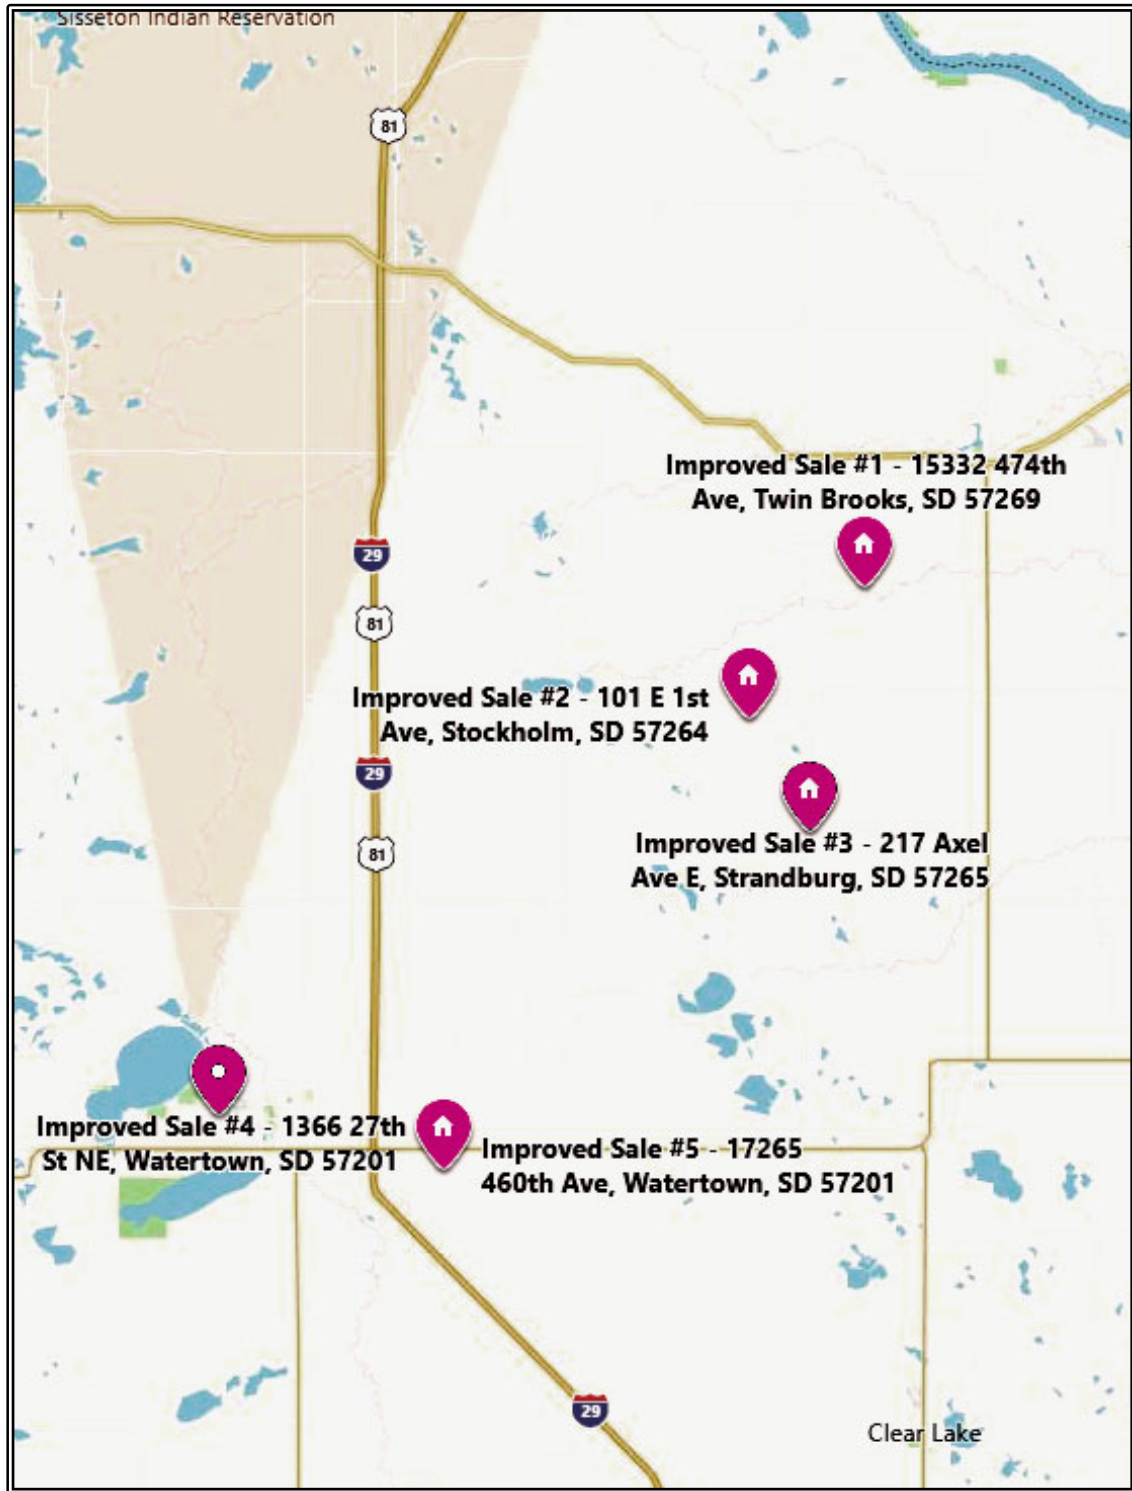 Sisseton Indian Reservation
81
Improved Sale #1 - 15332 474th
Ave, Twin Brooks, SD 57269
29
81
Improved Sale #2 - 101 E 1st
Ave, Stockholm, SD 57264
29
Improved Sale #3 - 217 Axel
Ave E, Strandburg, SD 57265
81
Improved Sale #4 - 1366 27th
St NE, Watertown, SD 57201
Improved Sale #5 - 17265
460th Ave, Watertown, SD 57201
29
Clear Lake